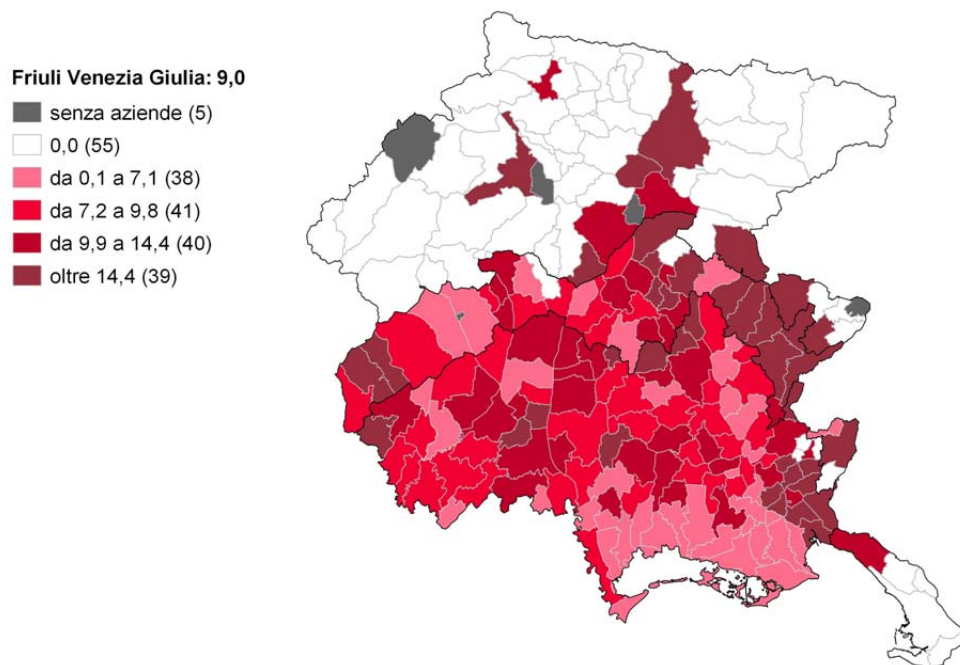 Friuli Venezia Giulia: 9,0
senza aziende (5)
0,0 (55)
da 0,1 a 7,1 (38)
da 7,2 a 9,8 (41)
da 9,9 a 14,4 (40)
oltre 14,4 (39)